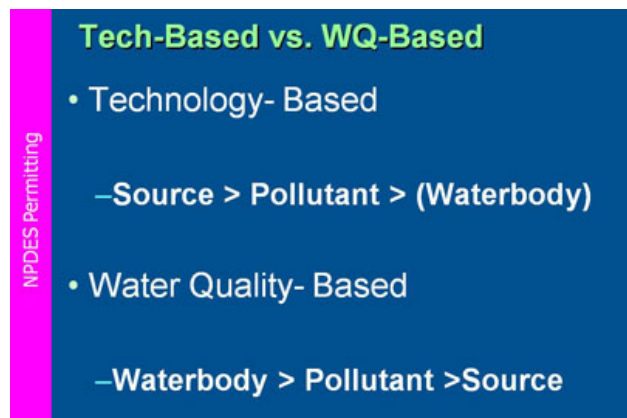 Tech-Based vs. WQ-Based
• Technology- Based
–Source > Pollutant > (Waterbody)
• Water Quality- Based
–Waterbody > Pollutant >Source
NPDES Permitting